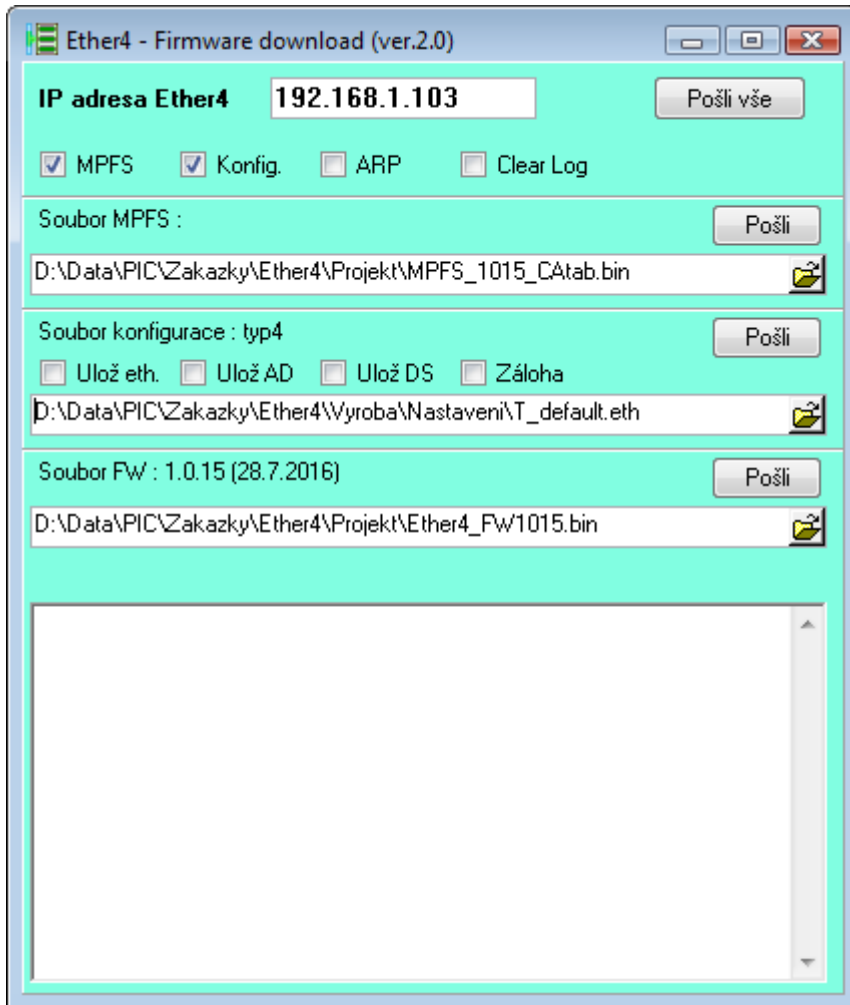 Ether4 - Firmware download (ver.2.0)
IP adresa Ether4 192.168.1.103 Pošli vše
MPFS Konfig. ARP Clear Log
Soubor MPFS : Pošli
D:\Data\PIC\Zakazky\Ether4\Projekt\MPFS_1015_CAtab.bin
Soubor konfigurace : typ4 Pošli
Ulož eth. Ulož AD Ulož DS Záloha
D:\Data\PIC\Zakazky\Ether4\Vyroba\Nastaveni\T_default.eth
Soubor FW : 1.0.15 (28.7.2016) Pošli
D:\Data\PIC\Zakazky\Ether4\Projekt\Ether4_FW1015.bin